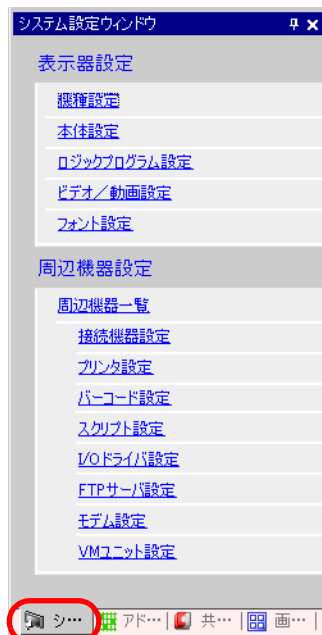 システム設定ウィンドウ
表示器設定
機種設定
本体設定
ロジックプログラム設定
ビデオ／動画設定
フォント設定
周辺機器設定
周辺機器一覧
接続機器設定
プリンタ設定
バーコード設定
スクリプト設定
I/Oドライバ設定
FTPサーバ設定
モデム設定
VMユニット設定
シ… アド… 共… 画…